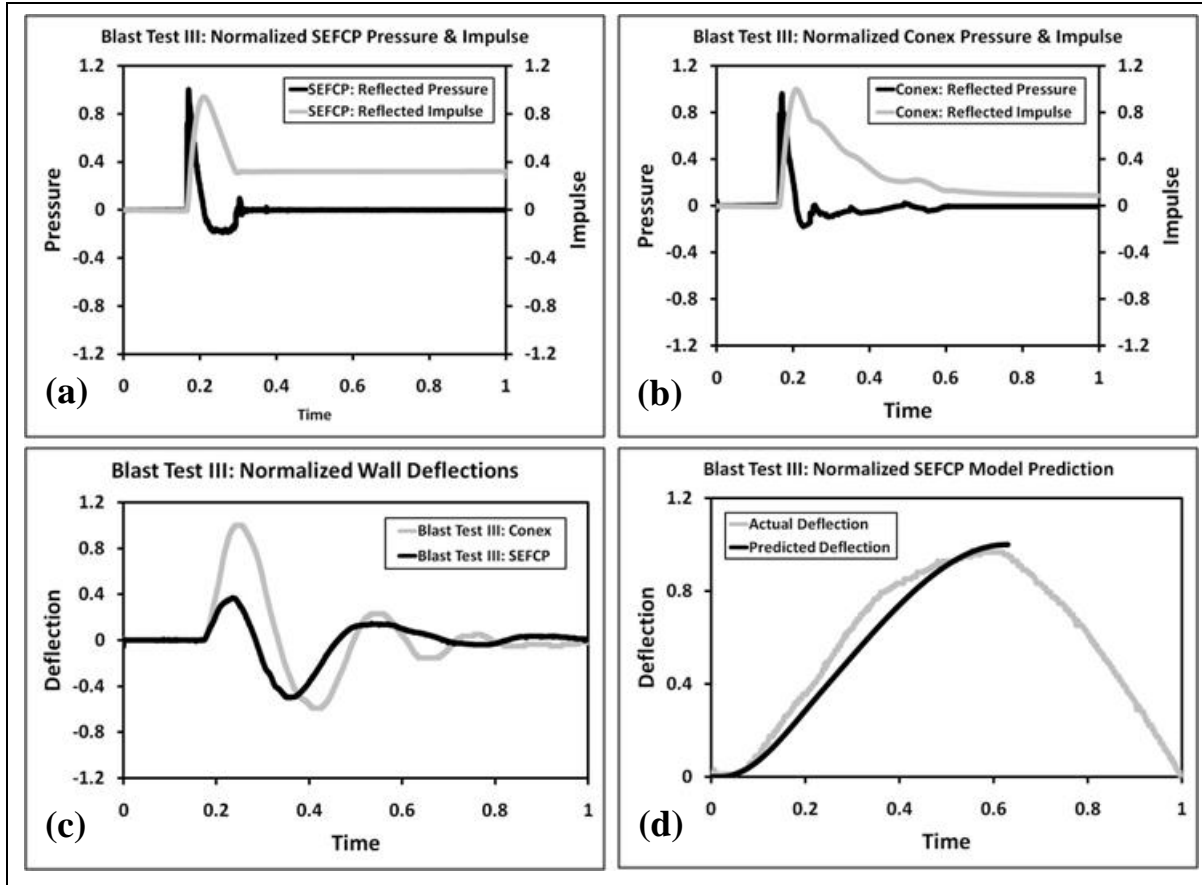 Blast Test III: Normalized SEFCP Pressure & Impulse
SEFCP: Reflected Pressure
SEFCP: Reflected Impulse
Pressure
1.2
0.8
0.4
0
-0.4
-0.8
-1.2
1.2
0.8
0.4
0
-0.4
-0.8
-1.2
Impulse
0 0.2 0.4 0.6 0.8 1
Time
(a)
Blast Test III: Normalized Conex Pressure & Impulse
Conex: Reflected Pressure
Conex: Reflected Impulse
Pressure
1.2
0.8
0.4
0
-0.4
-0.8
-1.2
1.2
0.8
0.4
0
-0.4
-0.8
-1.2
Impulse
0 0.2 0.4 0.6 0.8 1
Time
(b)
Blast Test III: Normalized Wall Deflections
Blast Test III: Conex
Blast Test III: SEFCP
Deflection
1.2
0.8
0.4
0
-0.4
-0.8
-1.2
0 0.2 0.4 0.6 0.8 1
Time
(c)
Blast Test III: Normalized SEFCP Model Prediction
Actual Deflection
Predicted Deflection
Deflection
1.2
0.8
0.4
0
0 0.2 0.4 0.6 0.8 1
Time
(d)